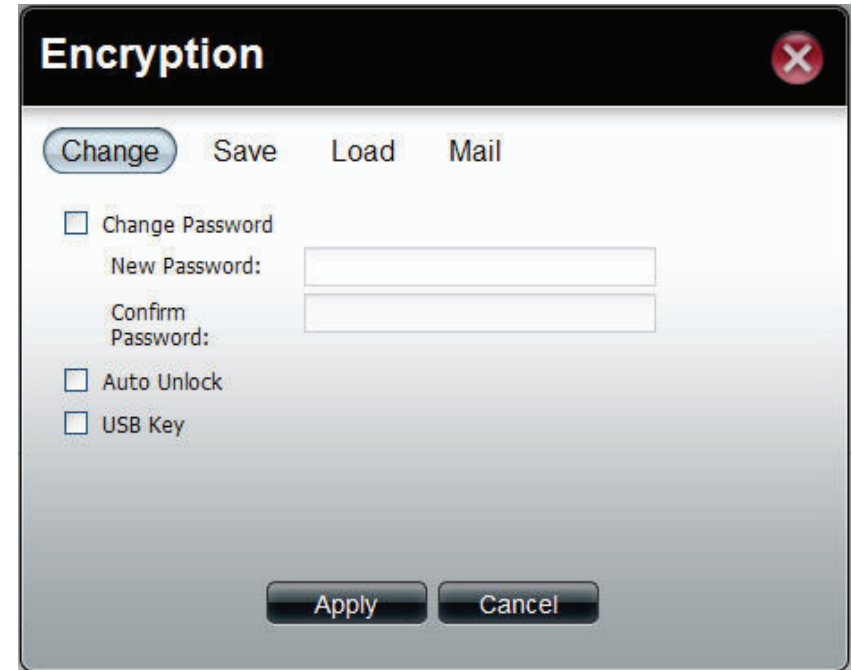 Encryption
Change Save Load Mail
Change Password
New Password:
Confirm
Password:
Auto Unlock
USB Key
Apply Cancel